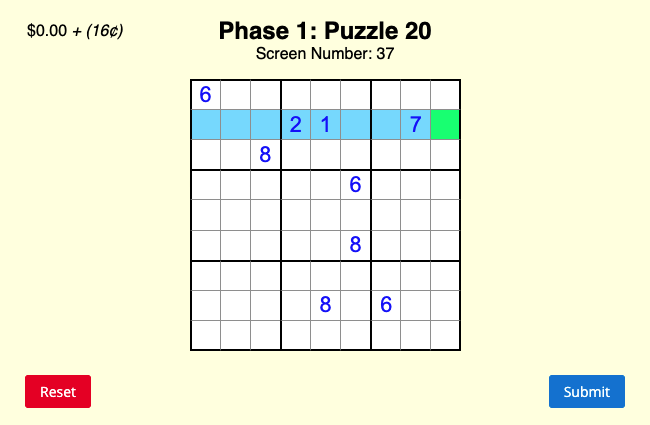 $0.00 + (16¢)
Phase 1: Puzzle 20
Screen Number: 37
6
2 1 7
8
6
8
8 6
Reset
Submit